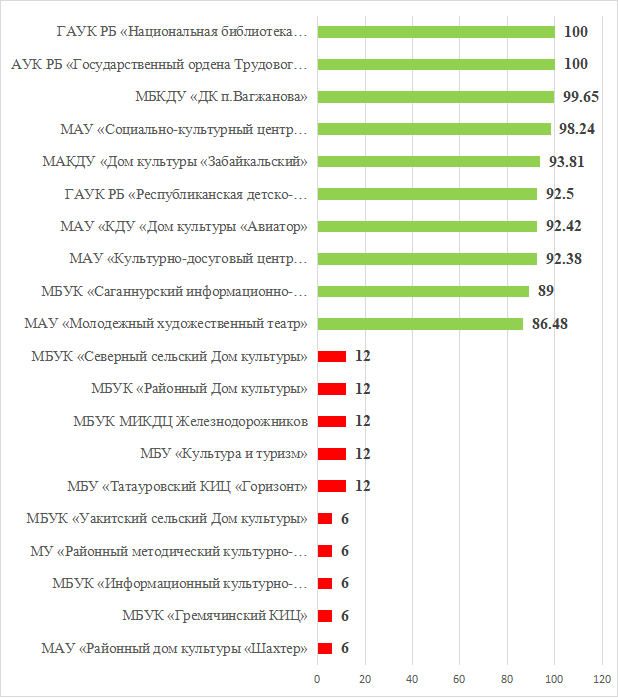 ГАУК РБ «Национальная библиотека… 100
АУК РБ «Государственный ордена Трудовог… 100
МБКДУ «ДК п.Вагжанова» 99.65
МАУ «Социально-культурный центр… 98.24
МАКДУ «Дом культуры «Забайкальский» 93.81
ГАУК РБ «Республиканская детско-… 92.5
МАУ «КДУ «Дом культуры «Авиатор» 92.42
МАУ «Культурно-досуговый центр… 92.38
МБУК «Саганнурский информационно-… 89
МАУ «Молодежный художественный театр» 86.48
МБУК «Северный сельский Дом культуры» 12
МБУК «Районный Дом культуры» 12
МБУК МИКДЦ Железнодорожников 12
МБУ «Культура и туризм» 12
МБУ «Татауровский КИЦ «Горизонт» 12
МБУК «Уакитский сельский Дом культуры» 6
МУ «Районный методический культурно-… 6
МБУК «Информационный культурно-… 6
МБУК «Гремячинский КИЦ» 6
МАУ «Районный дом культуры «Шахтер» 6
0 20 40 60 80 100 120